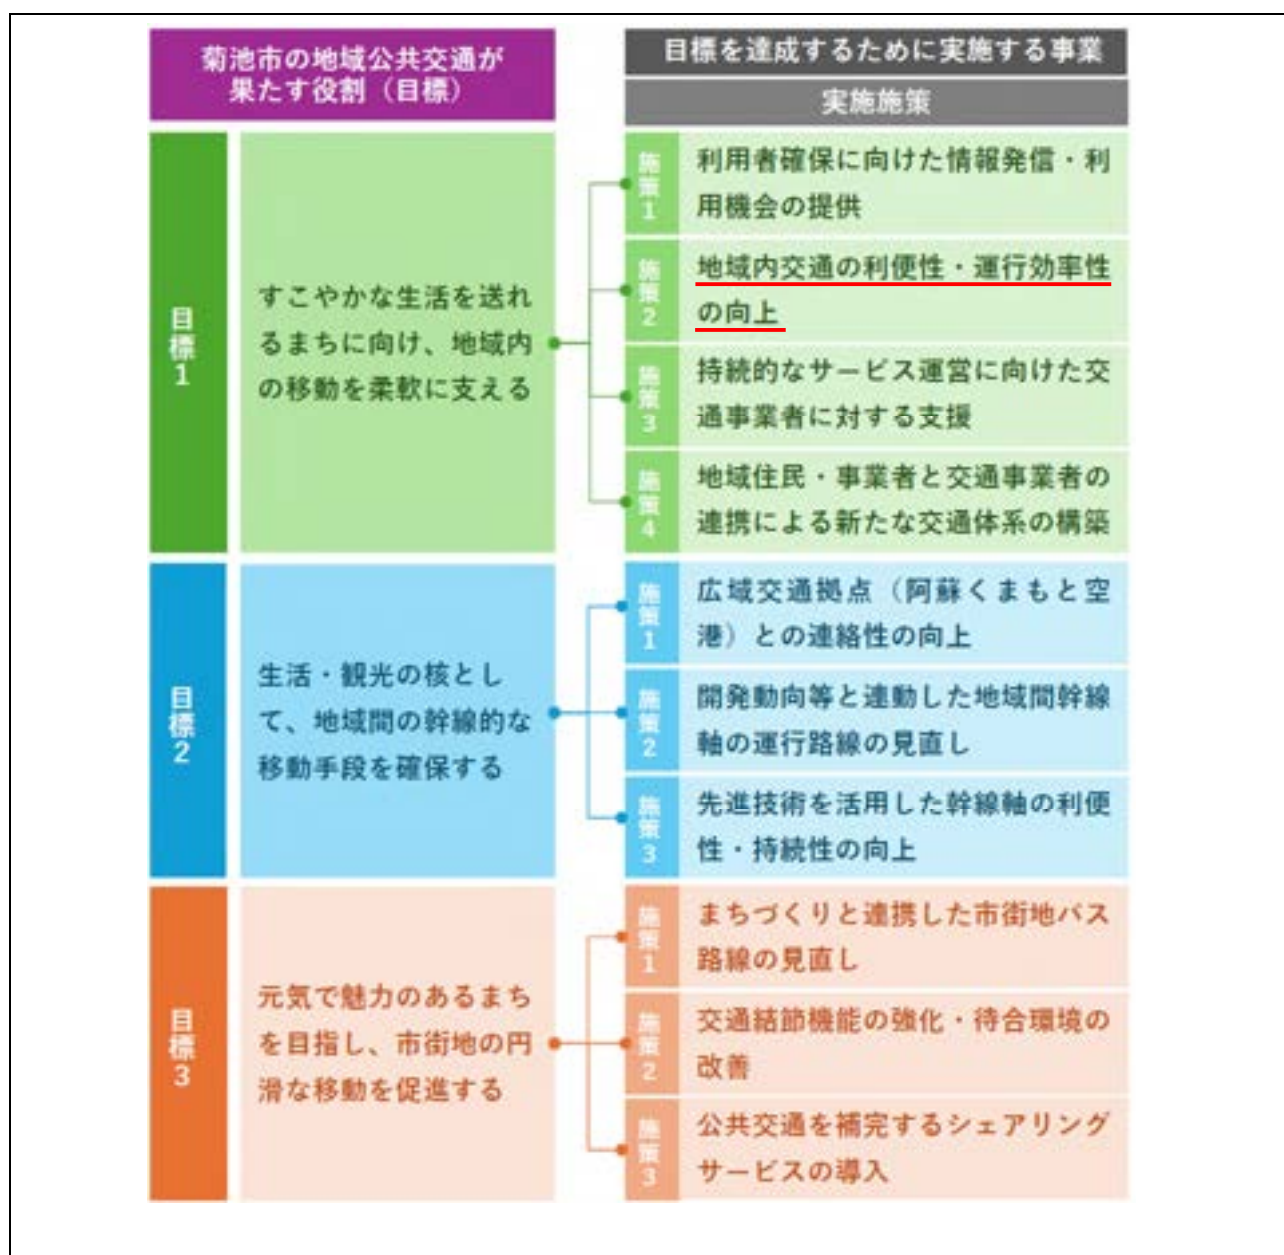 菊池市の地域公共交通が
果たす役割（目標）
目標を達成するために実施する事業
実施施策
目標1
すこやかな生活を送れ
るまちに向け、地域内
の移動を柔軟に支える
施策1
利用者確保に向けた情報発信・利
用機会の提供
施策2
地域内交通の利便性・運行効率性
の向上
施策3
持続的なサービス運営に向けた交
通事業者に対する支援
施策4
地域住民・事業者と交通事業者の
連携による新たな交通体系の構築
目標2
生活・観光の核とし
て、地域間の幹線的な
移動手段を確保する
施策1
広域交通拠点（阿蘇くまもと空
港）との連絡性の向上
施策2
開発動向等と連動した地域間幹線
軸の運行路線の見直し
施策3
先進技術を活用した幹線軸の利便
性・持続性の向上
目標3
元気で魅力のあるまち
を目指し、市街地の円
滑な移動を促進する
施策1
まちづくりと連携した市街地バス
路線の見直し
施策2
交通結節機能の強化・待合環境の
改善
施策3
公共交通を補完するシェアリング
サービスの導入